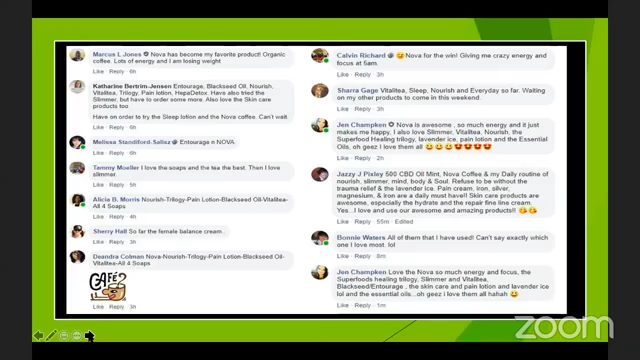 Marcus L Jones Nova has become my favorite product! Organic
coffee. Lots of energy and I am losing weight
Like · Reply · 6h
Katharine Bertrim-Jensen Entourage, Blackseed Oil, Nourish,
Vitalitea, Trilogy, Pain lotion, HepaDetox. Have also tried the
Slimmer, but have to order some more. Also love the Skin care
products too
Have on order to try the Sleep lotion and the Nova coffee. Can't wait
Like · Reply · 6h
Melissa Standiford-Salisz Entourage n NOVA
Like · Reply · 6h
Tammy Moeller I love the soaps and the tea the best. Then I love
slimmer.
Like · Reply · 5h
Alicia B. Morris Nourish-Trilogy-Pain Lotion-Blackseed Oil-Vitalitea-
All 4 Soaps
Like · Reply · 4h
Sherry Hall So far the female balance cream..
Like · Reply · 3h
Deandra Colman Nova-Nourish-Trilogy-Pain Lotion-Blackseed Oil-
Vitalitea-All 4 Soaps
CAFÉ?
Like · Reply · 3h
Calvin Richard Nova for the win! Giving me crazy energy and
focus at 5am.
Like · Reply · 3h
Sharra Gage Vitalitea, Sleep, Nourish and Everyday so far. Waiting
on my other products to come in this weekend.
Like · Reply · 3h
Jen Champken Nova is awesome , so much energy and it just
makes me happy, I also love Slimmer, Vitalitea, Nourish, the
Superfood Healing trilogy, lavender ice, pain lotion and the Essential
Oils. oh geez I love them all
Like · Reply · 2h
Jazzy J Pixley 500 CBD Oil Mint, Nova Coffee & my Daily routine of
nourish, slimmer, mind, body & Soul. Refuse to be without the
trauma relief & the lavender ice. Pain cream, iron, silver,
magnesium, & iron are a daily must have!! Skin care products are
awesome, especially the hydrate and the repair fine line cream.
Yes...I love and use our awesome and amazing products!!
Like · Reply · 55m · Edited
Bonnie Waters All of them that I have used! Can't say exactly which
one I love most. lol
Like · Reply · 8m
Jen Champken Love the Nova so much energy and focus, the
Superfoods healing trilogy, Slimmer and Vitalitea,
Blackseed/Entourage , the skin care and pain lotion and lavender ice
lol and the essential oils...oh geez i love them all hahah
Like · Reply · 1m
zoom